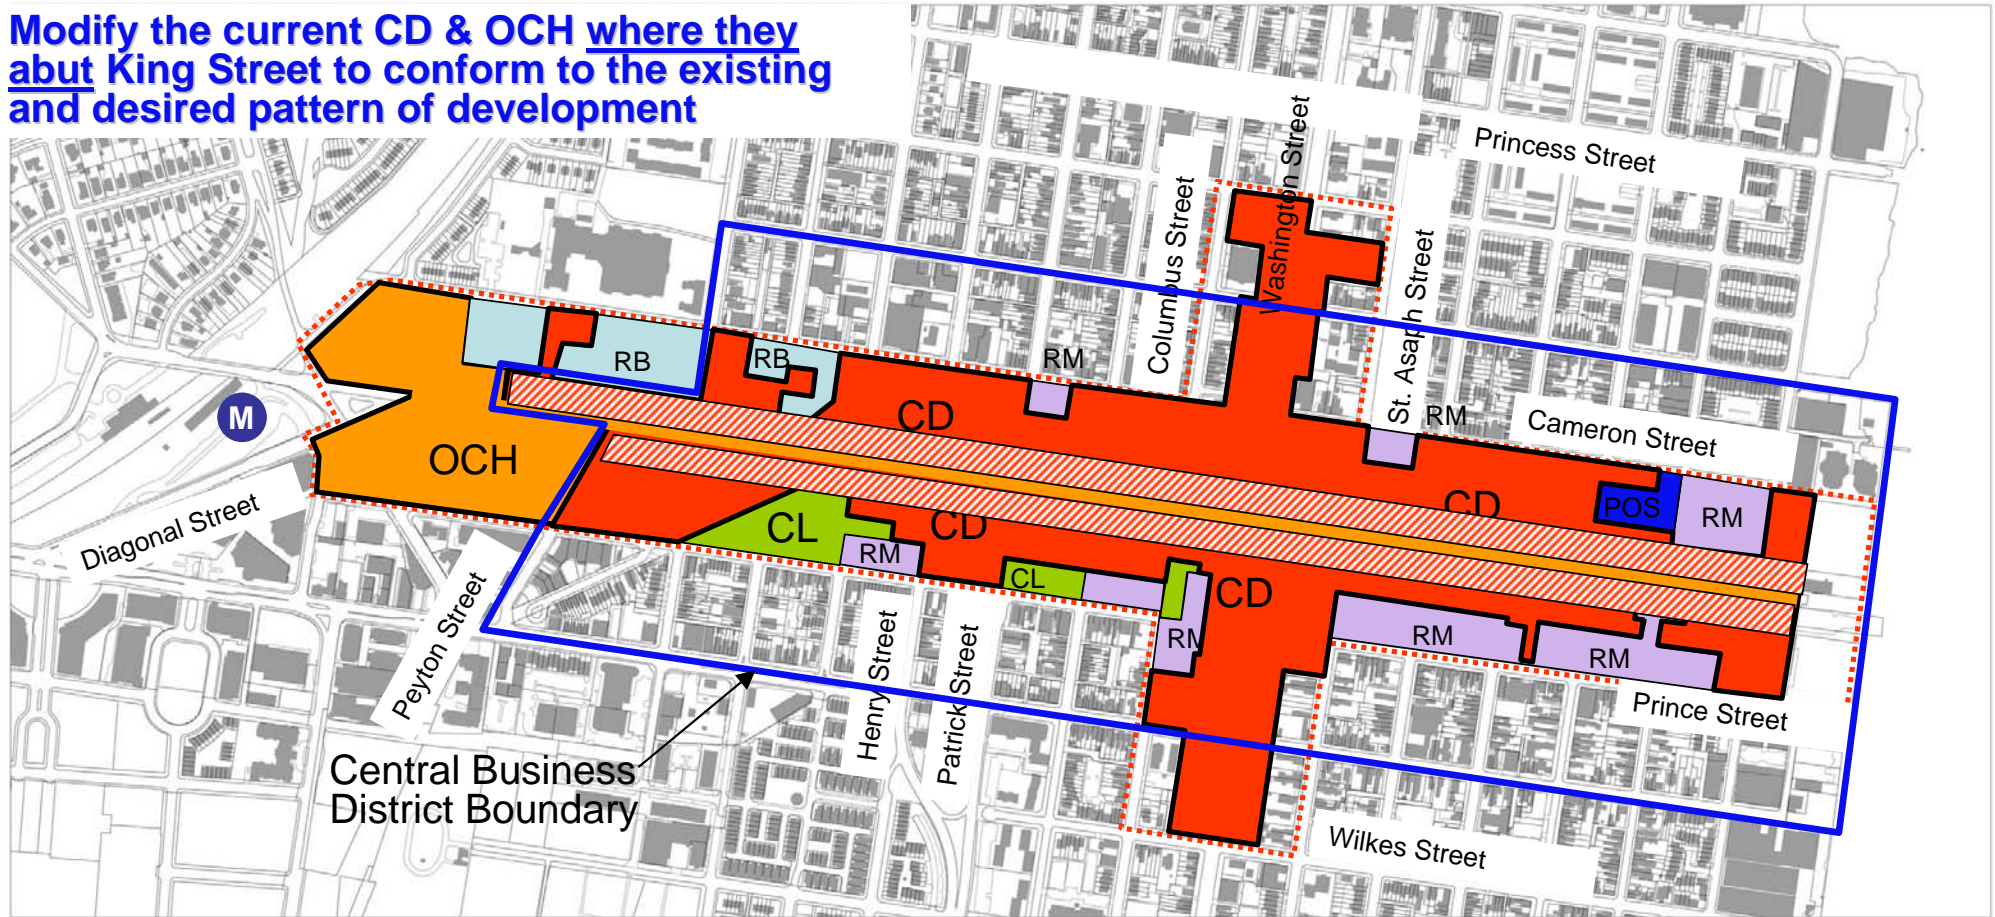 Modify the current CD & OCH where they
abut King Street to conform to the existing
and desired pattern of development
Princess Street
Washington Street
Columbus Street
St. Asaph Street
RB
RB
RM
CD
RM
Cameron Street
M
OCH
CD
POS
RM
Diagonal Street
CL
CD
RM
CL
CD
RM
RM
RM
Peyton Street
Henry Street
Patrick Street
Prince Street
Central Business
District Boundary
Wilkes Street